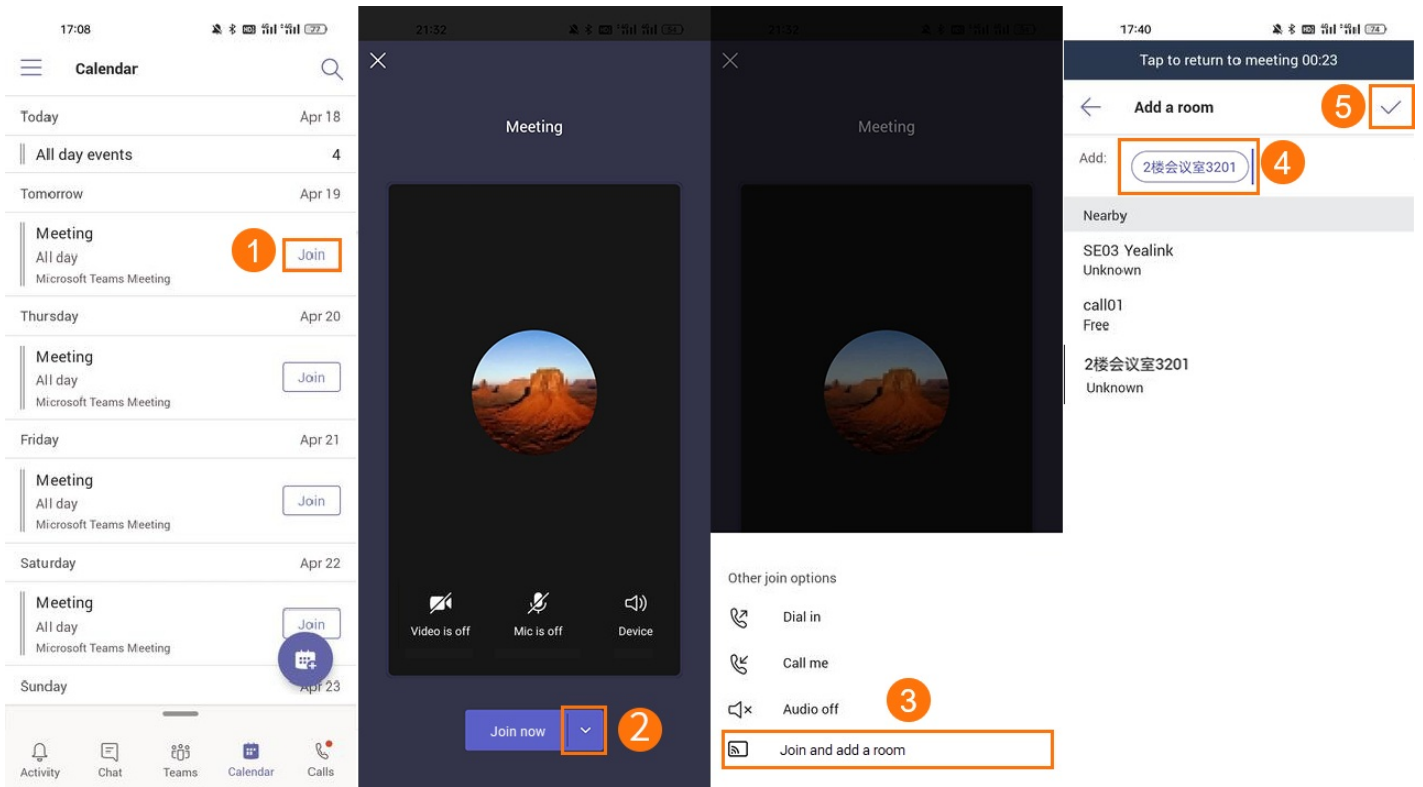 17:08
77
Calendar
Today Apr 18
All day events 4
Tomorrow Apr 19
Meeting
All day
Microsoft Teams Meeting
1
Join
Thursday Apr 20
Meeting
All day
Microsoft Teams Meeting
Join
Friday Apr 21
Meeting
All day
Microsoft Teams Meeting
Join
Saturday Apr 22
Meeting
All day
Microsoft Teams Meeting
Join
Sunday Apr 23
Activity Chat Teams Calendar Calls
21:32
Meeting
Video is off Mic is off Device
Join now
2
21:32
Meeting
Other join options
Dial in
Call me
Audio off
3
Join and add a room
17:40
74
Tap to return to meeting 00:23
Add a room
5
Add: 2楼会议室3201
4
Nearby
SE03 Yealink
Unknown
call01
Free
2楼会议室3201
Unknown